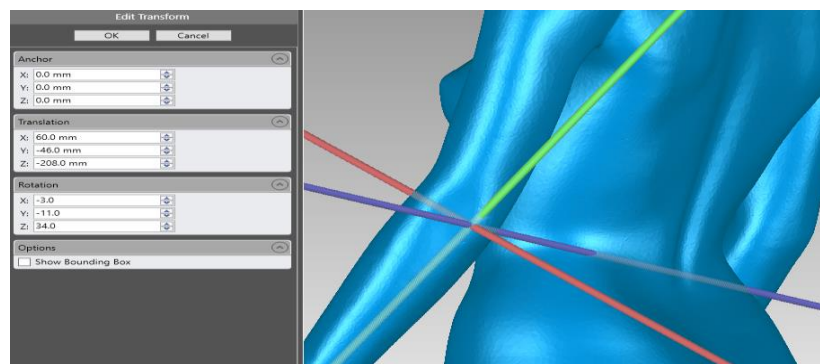 Edit Transform
OK Cancel
Anchor
X: 0.0 mm
Y: 0.0 mm
Z: 0.0 mm
Translation
X: 60.0 mm
Y: -46.0 mm
Z: -208.0 mm
Rotation
X: -3.0
Y: -11.0
Z: 34.0
Options
Show Bounding Box